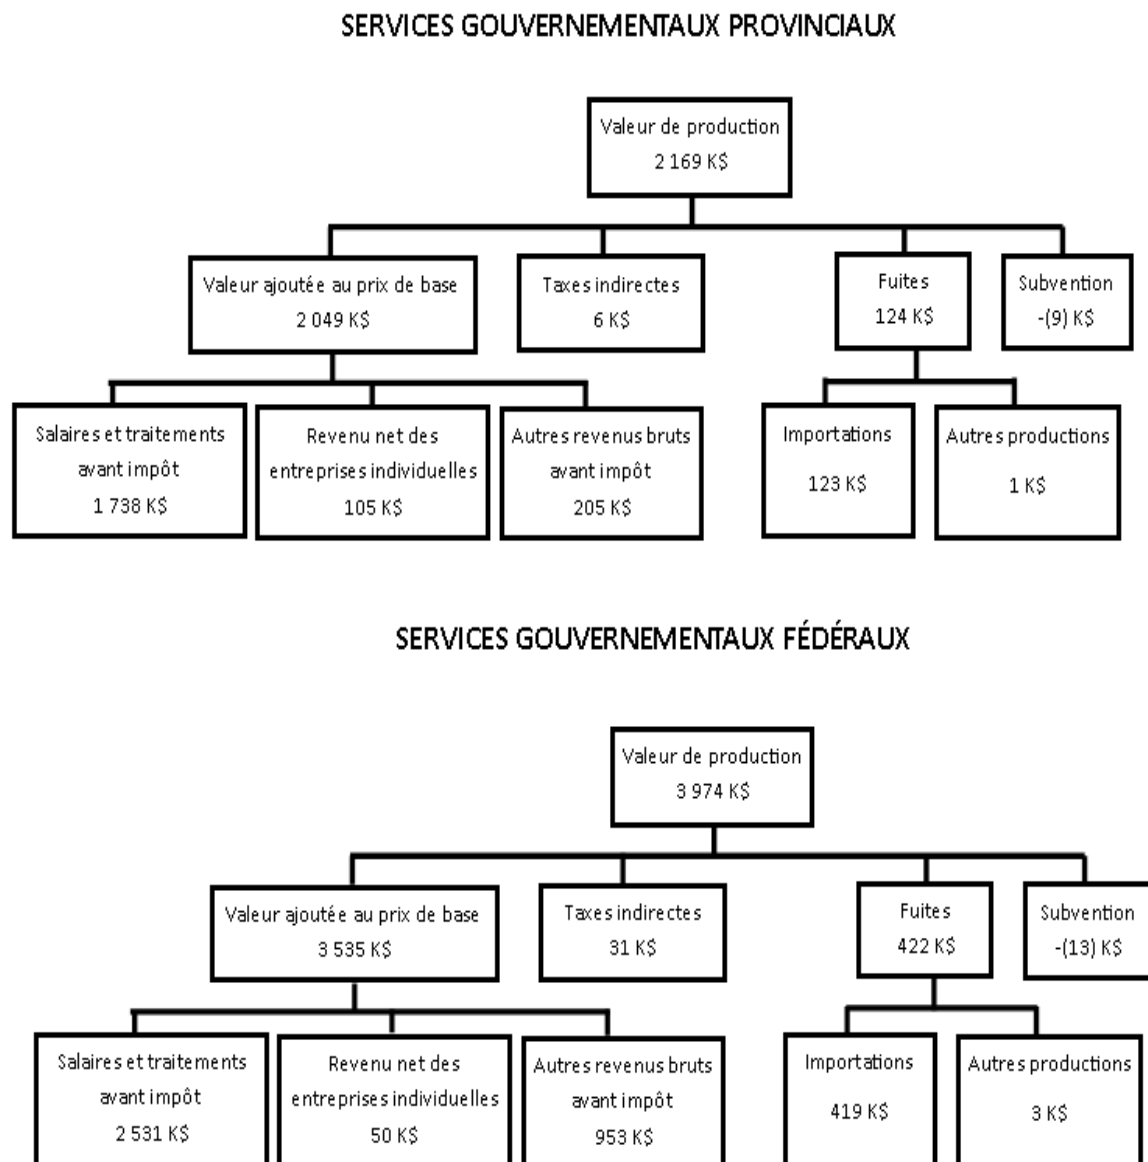 SERVICES GOUVERNEMENTAUX PROVINCIAUX
Valeur de production
2 169 K$
Valeur ajoutée au prix de base
2 049 K$
Taxes indirectes
6 K$
Fuites
124 K$
Subvention
-(9) K$
Salaires et traitements
avant impôt
1 738 K$
Revenu net des
entreprises individuelles
105 K$
Autres revenus bruts
avant impôt
205 K$
Importations
123 K$
Autres productions
1 K$
SERVICES GOUVERNEMENTAUX FÉDÉRAUX
Valeur de production
3 974 K$
Valeur ajoutée au prix de base
3 535 K$
Taxes indirectes
31 K$
Fuites
422 K$
Subvention
-(13) K$
Salaires et traitements
avant impôt
2 531 K$
Revenu net des
entreprises individuelles
50 K$
Autres revenus bruts
avant impôt
953 K$
Importations
419 K$
Autres productions
3 K$